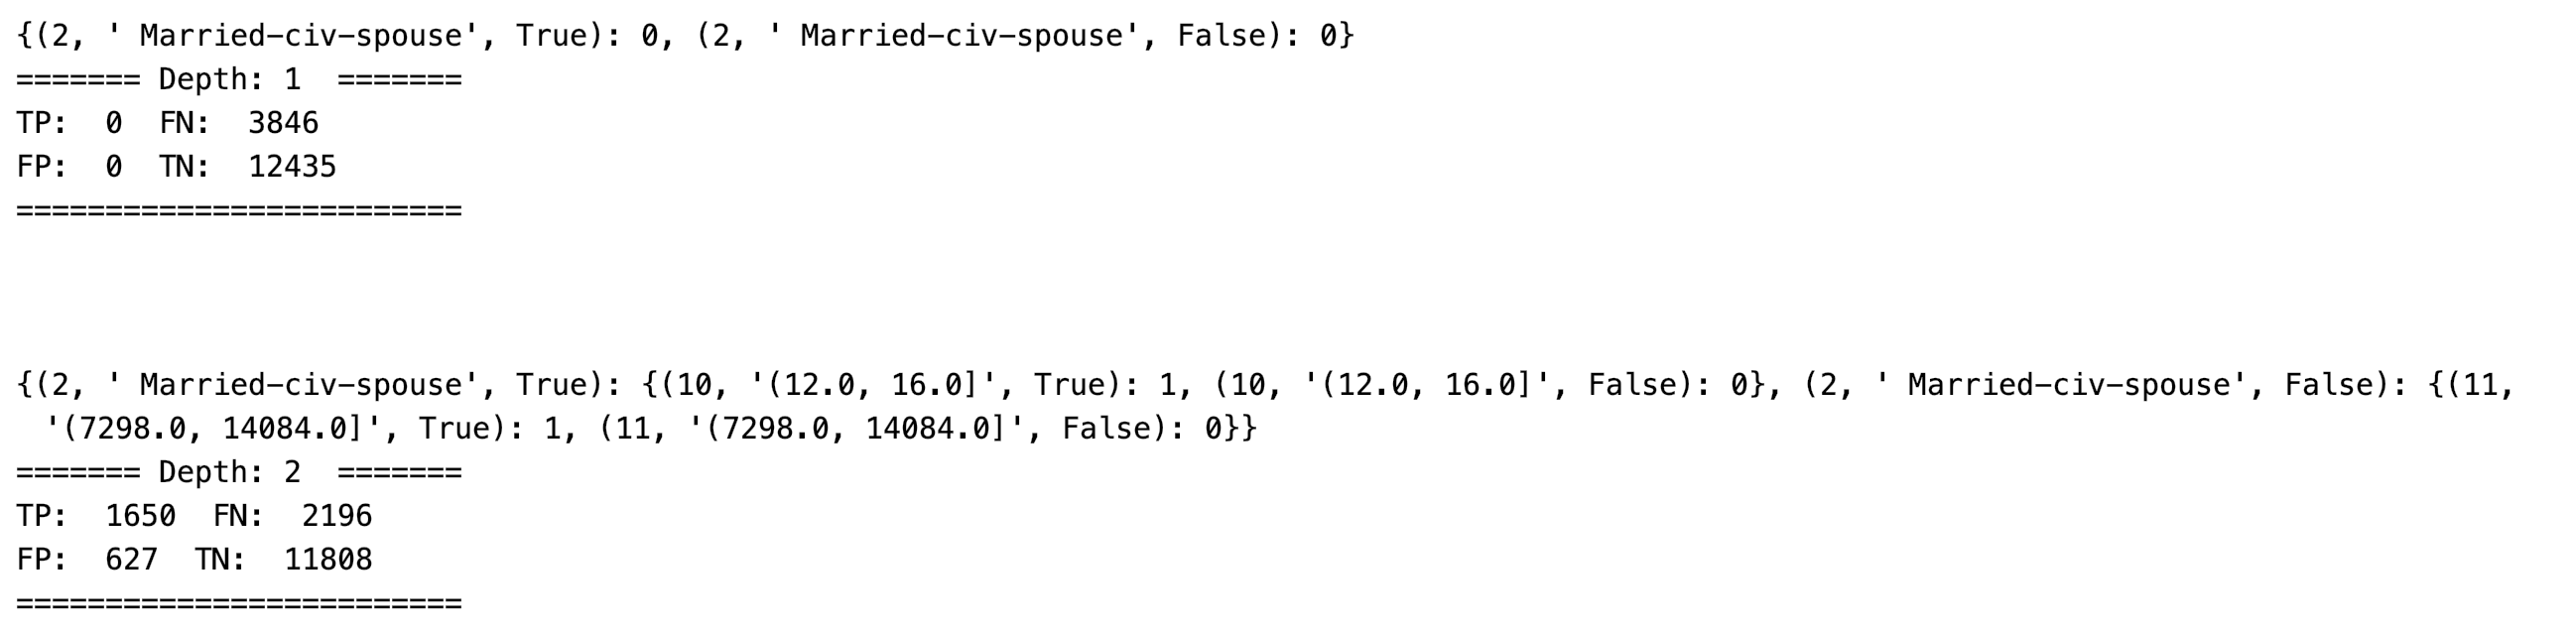 {(2, ' Married-civ-spouse', True): 0, (2, ' Married-civ-spouse', False): 0}
======= Depth: 1  =======
TP:  0  FN:  3846
FP:  0  TN:  12435
=========================
{(2, ' Married-civ-spouse', True): {(10, '(12.0, 16.0]', True): 1, (10, '(12.0, 16.0]', False): 0}, (2, ' Married-civ-spouse', False): {(11,
'(7298.0, 14084.0]', True): 1, (11, '(7298.0, 14084.0]', False): 0}}
======= Depth: 2  =======
TP:  1650  FN:  2196
FP:  627  TN:  11808
=========================